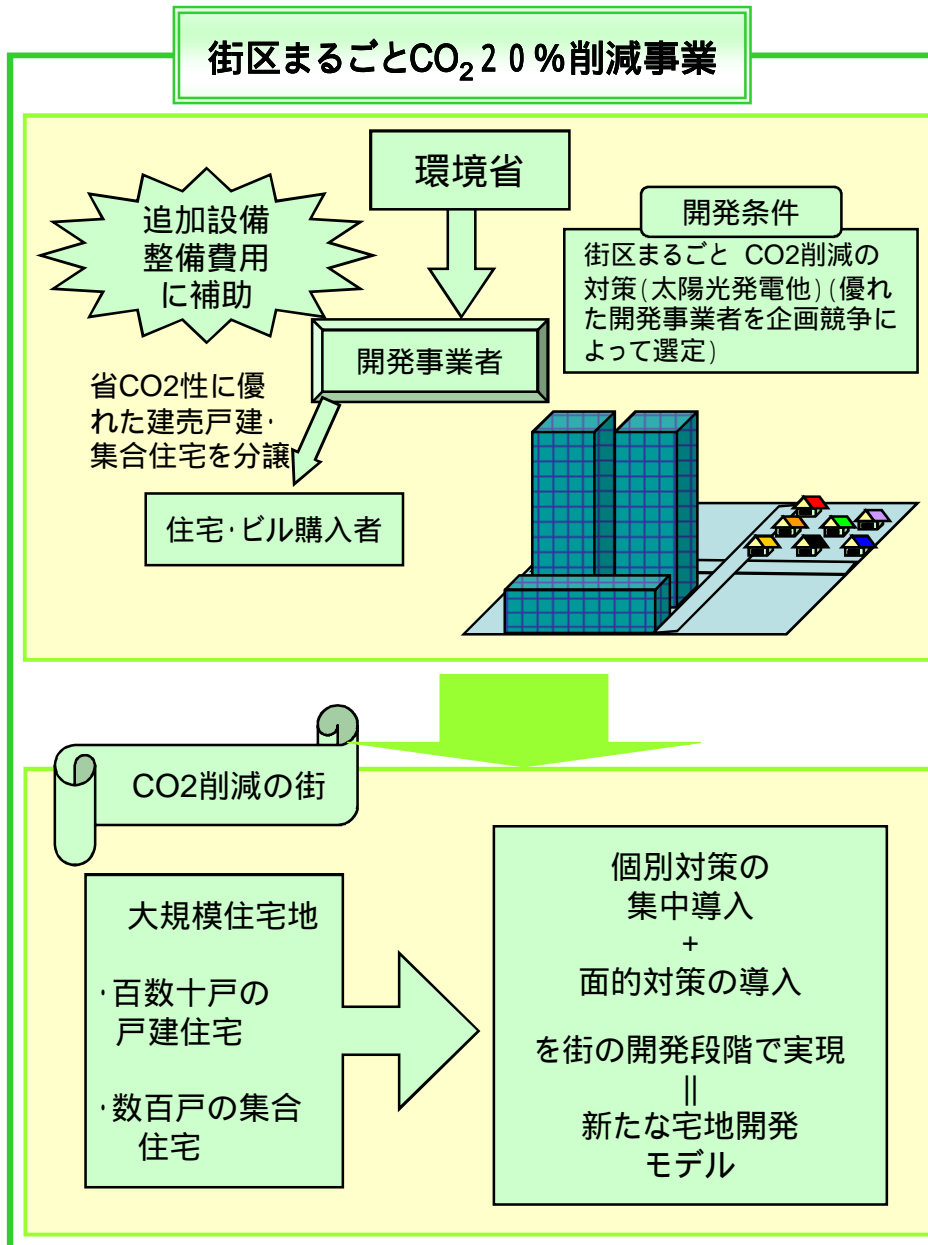 街区まるごとCO₂20%削減事業
環境省
追加設備
整備費用
に補助
開発条件
街区まるごと CO2削減の
対策(太陽光発電他)(優れ
た開発事業者を企画競争に
よって選定)
開発事業者
省CO2性に優
れた建売戸建・
集合住宅を分譲
住宅・ビル購入者
CO2削減の街
大規模住宅地
・百数十戸の
戸建住宅
・数百戸の集合
住宅
個別対策の
集中導入
+
面的対策の導入
を街の開発段階で実現
||
新たな宅地開発
モデル